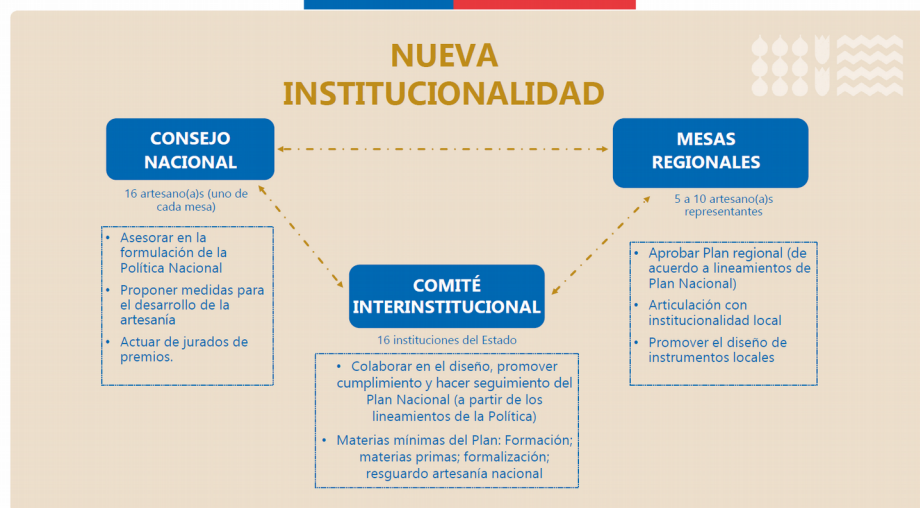 NUEVA
INSTITUCIONALIDAD
CONSEJO
NACIONAL
16 artesano(a)s (uno de
cada mesa)
• Asesorar en la
formulación de la
Política Nacional
• Proponer medidas para
el desarrollo de la
artesanía
• Actuar de jurados de
premios.
COMITÉ
INTERINSTITUCIONAL
16 instituciones del Estado
• Colaborar en el diseño, promover
cumplimiento y hacer seguimiento del
Plan Nacional (a partir de los
lineamientos de la Política)
• Materias mínimas del Plan: Formación;
materias primas; formalización;
resguardo artesanía nacional
MESAS
REGIONALES
5 a 10 artesano(a)s
representantes
• Aprobar Plan regional (de
acuerdo a lineamientos de
Plan Nacional)
• Articulación con
institucionalidad local
• Promover el diseño de
instrumentos locales